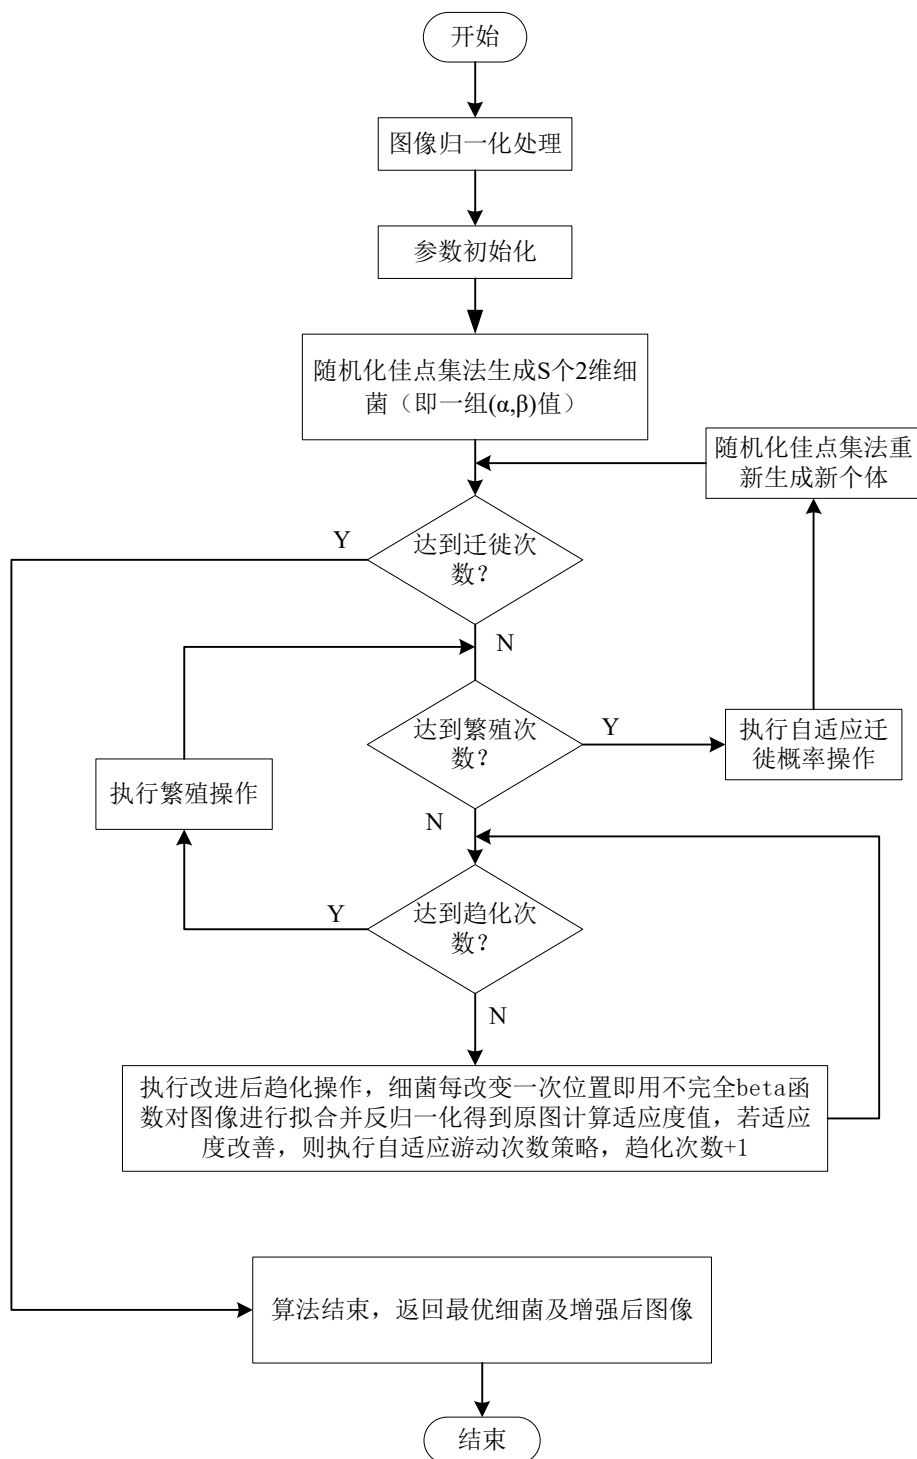 开始
图像归一化处理
参数初始化
随机化佳点集法生成S个2维细
菌（即一组(α,β)值）
随机化佳点集法重
新生成新个体
Y
达到迁徙次
数？
N
达到繁殖次
数？
Y
执行自适应迁
徙概率操作
执行繁殖操作
N
Y
达到趋化次
数？
N
执行改进后趋化操作，细菌每改变一次位置即用不完全beta函
数对图像进行拟合并反归一化得到原图计算适应度值，若适应
度改善，则执行自适应游动次数策略，趋化次数+1
算法结束，返回最优细菌及增强后图像
结束